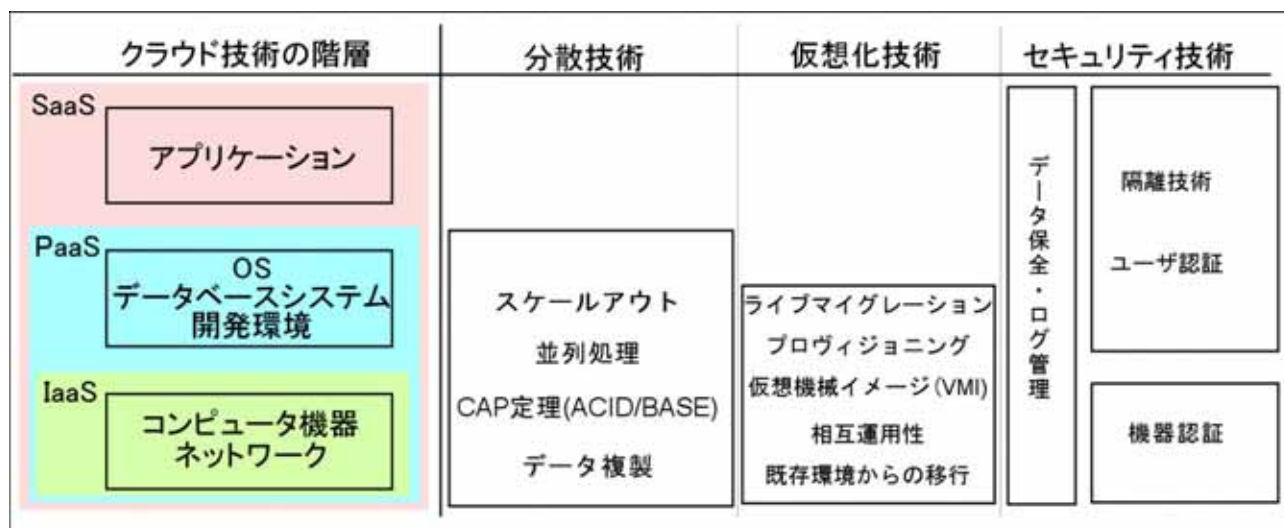 クラウド技術の階層
分散技術
仮想化技術
セキュリティ技術
SaaS
アプリケーション
PaaS
OS
データベースシステム
開発環境
IaaS
コンピュータ機器
ネットワーク
スケールアウト
並列処理
CAP定理(ACID/BASE)
データ複製
ライブマイグレーション
プロヴィジョニング
仮想機械イメージ(VMI)
相互運用性
既存環境からの移行
データ保全・ログ管理
隔離技術
ユーザ認証
機器認証